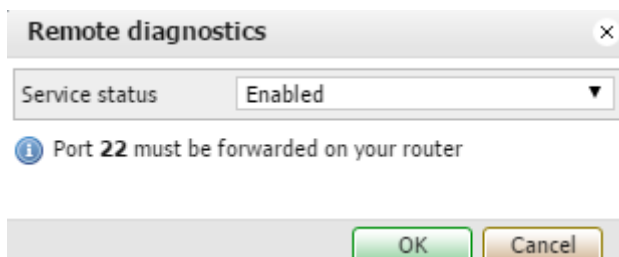 Remote diagnostics
Service status Enabled
Port 22 must be forwarded on your router
OK Cancel